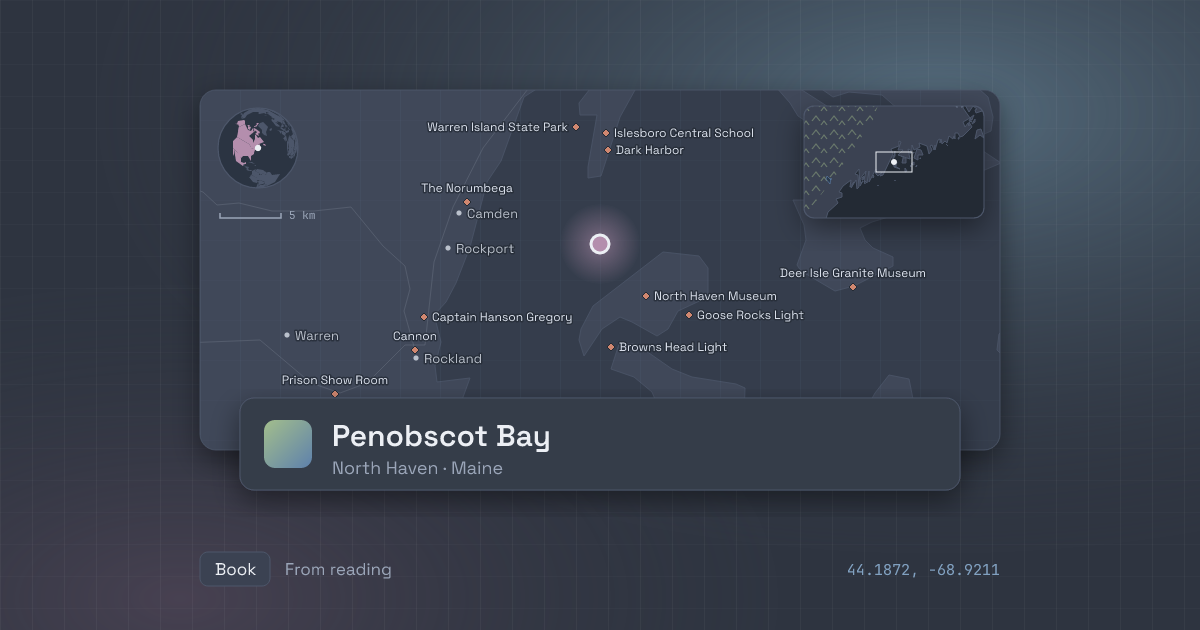 Warren Island State Park
Islesboro Central School
Dark Harbor
The Norumbega
Camden
5 km
Rockport
Deer Isle Granite Museum
North Haven Museum
Goose Rocks Light
Captain Hanson Gregory
Warren
Cannon
Browns Head Light
Rockland
Prison Show Room
Penobscot Bay
North Haven · Maine
Book
From reading
44.1872, -68.9211